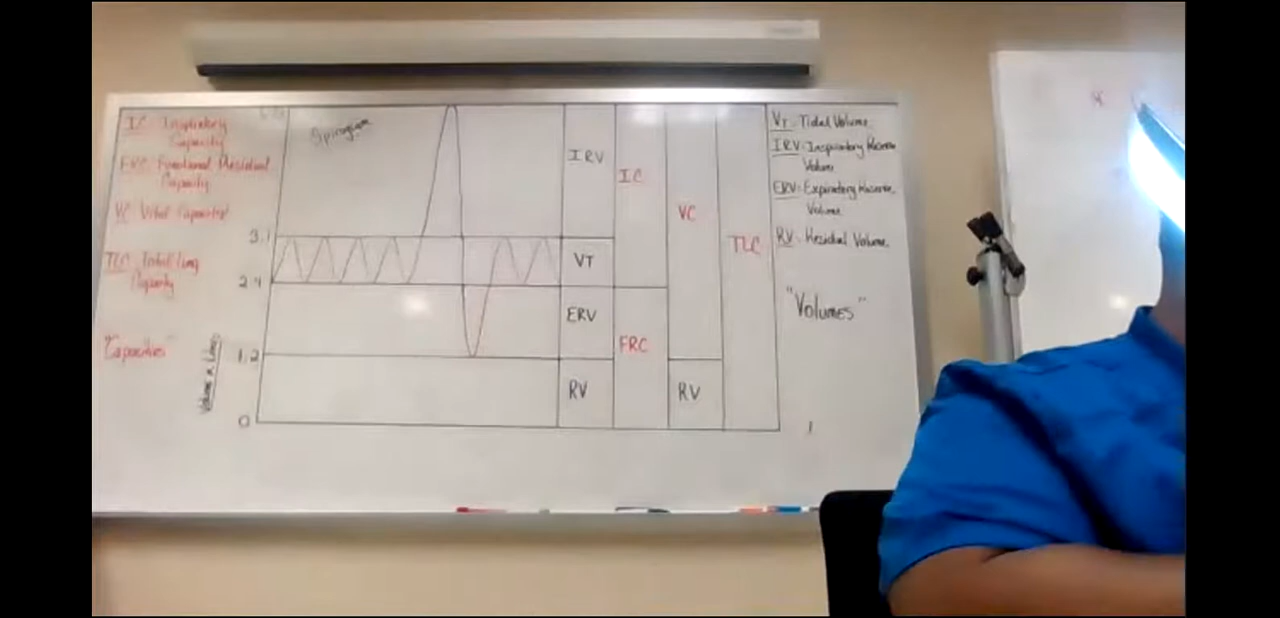 IC: Inspiratory
Capacity
FRC: Functional Residual
Capacity
VC: Vital Capacity
TLC: Total Lung
Capacity
"Capacities"
Spirogram
3.1
2.4
1.2
0
Volume in Liters
IRV
VT
ERV
RV
IC
FRC
VC
RV
TLC
VT: Tidal Volume
IRV: Inspiratory Reserve
Volume
ERV: Expiratory Reserve
Volume
RV: Residual Volume
"Volumes"